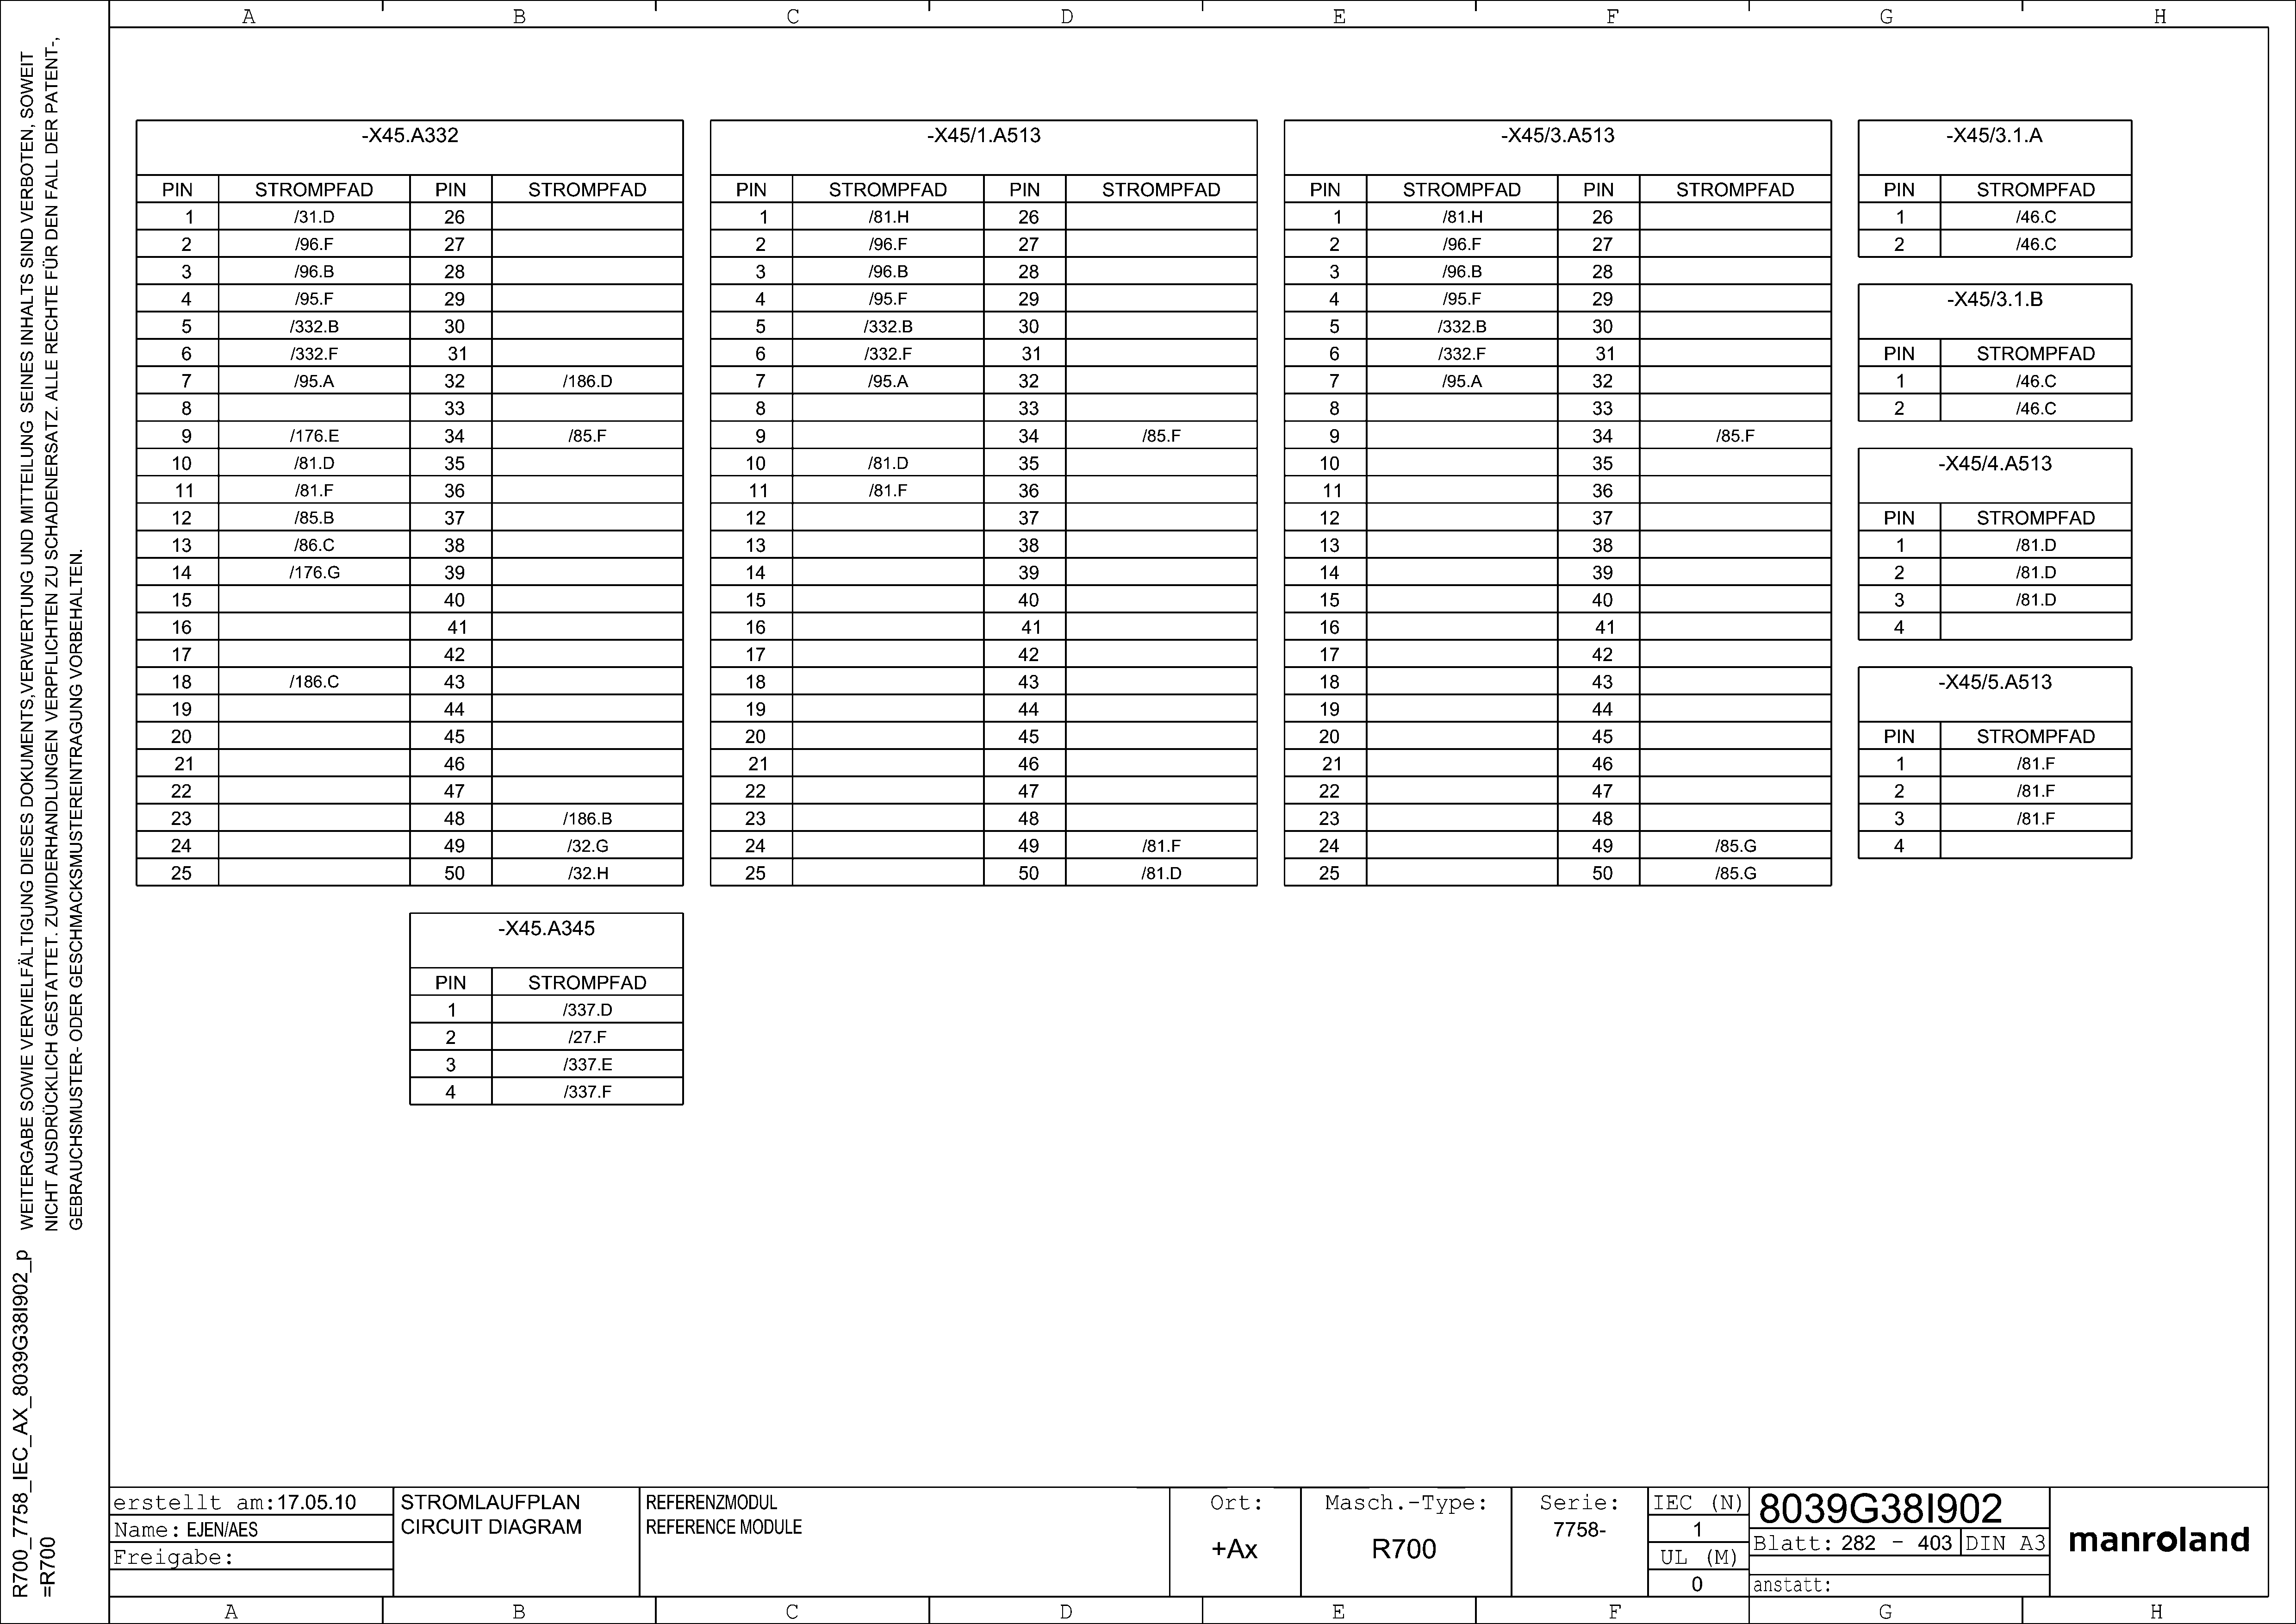 A B C D E F G H
WEITERGABE SOWIE VERVIELFÄLTIGUNG DIESES DOKUMENTS,VERWERTUNG UND MITTEILUNG SEINES INHALTS SIND VERBOTEN, SOWEIT
NICHT AUSDRÜCKLICH GESTATTET. ZUWIDERHANDLUNGEN VERPFLICHTEN ZU SCHADENERSATZ. ALLE RECHTE FÜR DEN FALL DER PATENT-,
GEBRAUCHSMUSTER- ODER GESCHMACKSMUSTEREINTRAGUNG VORBEHALTEN.
R700_7758_IEC_AX_8039G38I902_p
=R700
-X45.A332
PIN STROMPFAD PIN STROMPFAD
1 /31.D 26
2 /96.F 27
3 /96.B 28
4 /95.F 29
5 /332.B 30
6 /332.F 31
7 /95.A 32 /186.D
8 33
9 /176.E 34 /85.F
10 /81.D 35
11 /81.F 36
12 /85.B 37
13 /86.C 38
14 /176.G 39
15 40
16 41
17 42
18 /186.C 43
19 44
20 45
21 46
22 47
23 48 /186.B
24 49 /32.G
25 50 /32.H
-X45/1.A513
PIN STROMPFAD PIN STROMPFAD
1 /81.H 26
2 /96.F 27
3 /96.B 28
4 /95.F 29
5 /332.B 30
6 /332.F 31
7 /95.A 32
8 33
9 34 /85.F
10 /81.D 35
11 /81.F 36
12 37
13 38
14 39
15 40
16 41
17 42
18 43
19 44
20 45
21 46
22 47
23 48
24 49 /81.F
25 50 /81.D
-X45/3.A513
PIN STROMPFAD PIN STROMPFAD
1 /81.H 26
2 /96.F 27
3 /96.B 28
4 /95.F 29
5 /332.B 30
6 /332.F 31
7 /95.A 32
8 33
9 34 /85.F
10 35
11 36
12 37
13 38
14 39
15 40
16 41
17 42
18 43
19 44
20 45
21 46
22 47
23 48
24 49 /85.G
25 50 /85.G
-X45/3.1.A
PIN STROMPFAD
1 /46.C
2 /46.C
-X45/3.1.B
PIN STROMPFAD
1 /46.C
2 /46.C
-X45/4.A513
PIN STROMPFAD
1 /81.D
2 /81.D
3 /81.D
4
-X45/5.A513
PIN STROMPFAD
1 /81.F
2 /81.F
3 /81.F
4
-X45.A345
PIN STROMPFAD
1 /337.D
2 /27.F
3 /337.E
4 /337.F
erstellt am:17.05.10
Name: EJEN/AES
Freigabe:
STROMLAUFPLAN
CIRCUIT DIAGRAM
REFERENZMODUL
REFERENCE MODULE
Ort:
+Ax
Masch.-Type:
R700
Serie:
7758-
IEC (N)
1
UL (M)
0
8039G38I902
Blatt: 282 - 403 DIN A3
anstatt:
manroland
A B C D E F G H